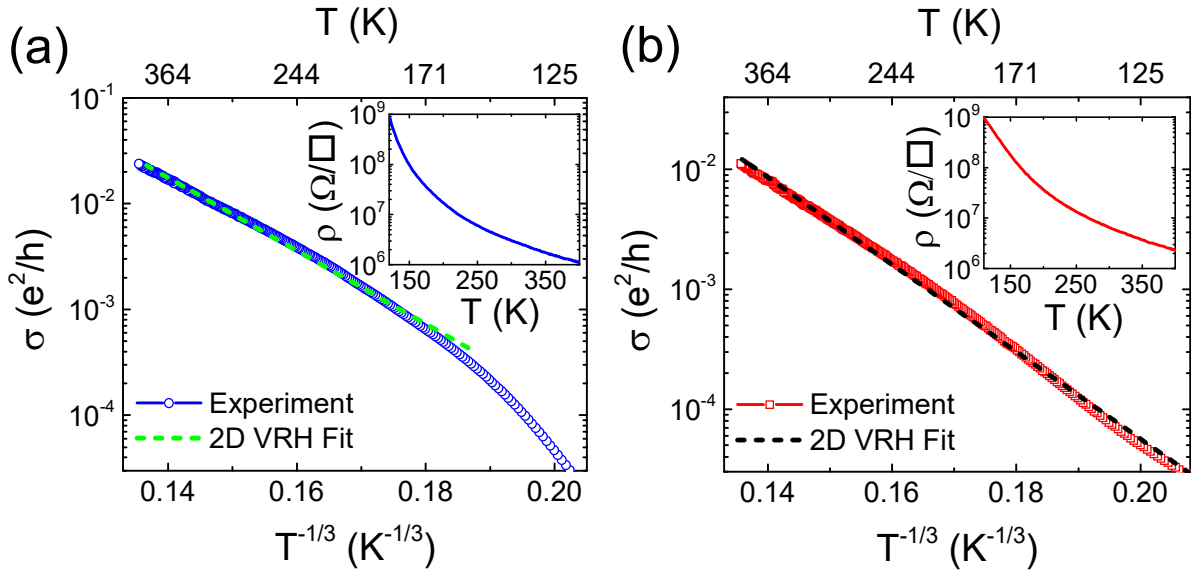 (a)
T (K)
364 244 171 125
10^-1
10^-2
10^-3
10^-4
σ (e^2/h)
0.14 0.16 0.18 0.20
T^-1/3 (K^-1/3)
Experiment
2D VRH Fit
10^9
10^8
10^7
10^6
ρ (Ω/□)
150 250 350
T (K)
(b)
T (K)
364 244 171 125
10^-2
10^-3
10^-4
σ (e^2/h)
0.14 0.16 0.18 0.20
T^-1/3 (K^-1/3)
Experiment
2D VRH Fit
10^9
10^8
10^7
10^6
ρ (Ω/□)
150 250 350
T (K)